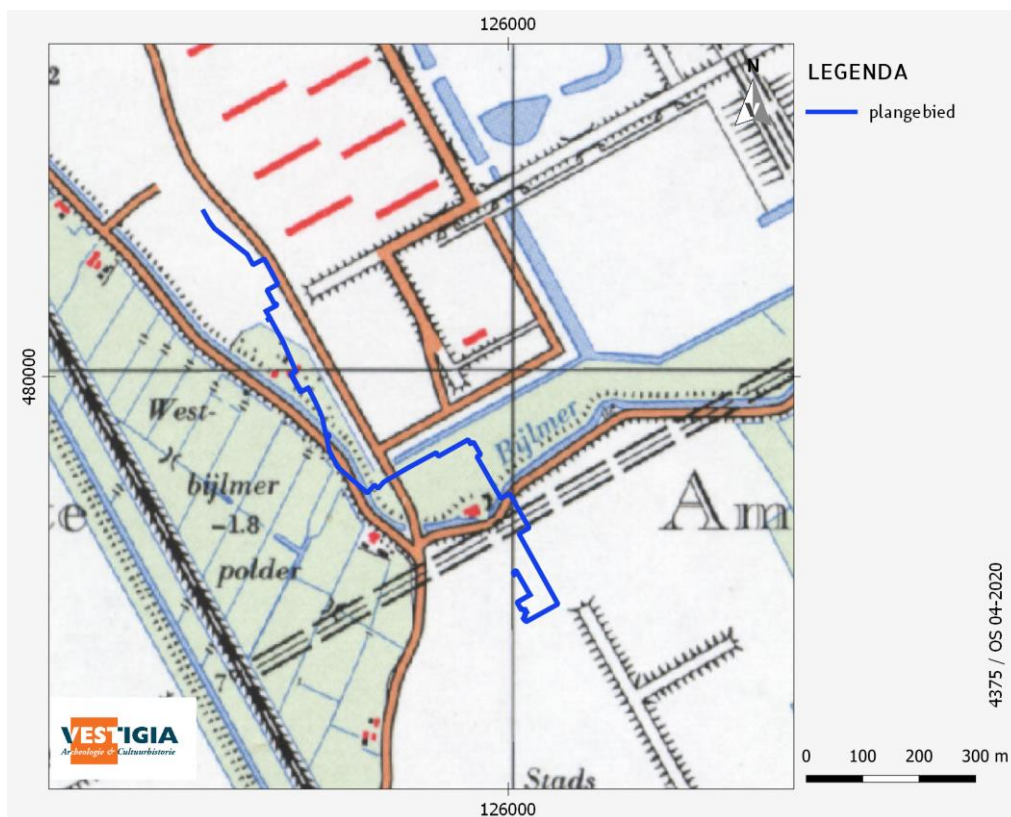 126000
LEGENDA
plangebied
N
2
480000
West-
bijlmer
-1.8
polder
Bijlmer
Am
e
7
Stads
VESTIGIA
Archeologie & Cultuurhistorie
4375 / OS 04-2020
0 100 200 300 m
126000